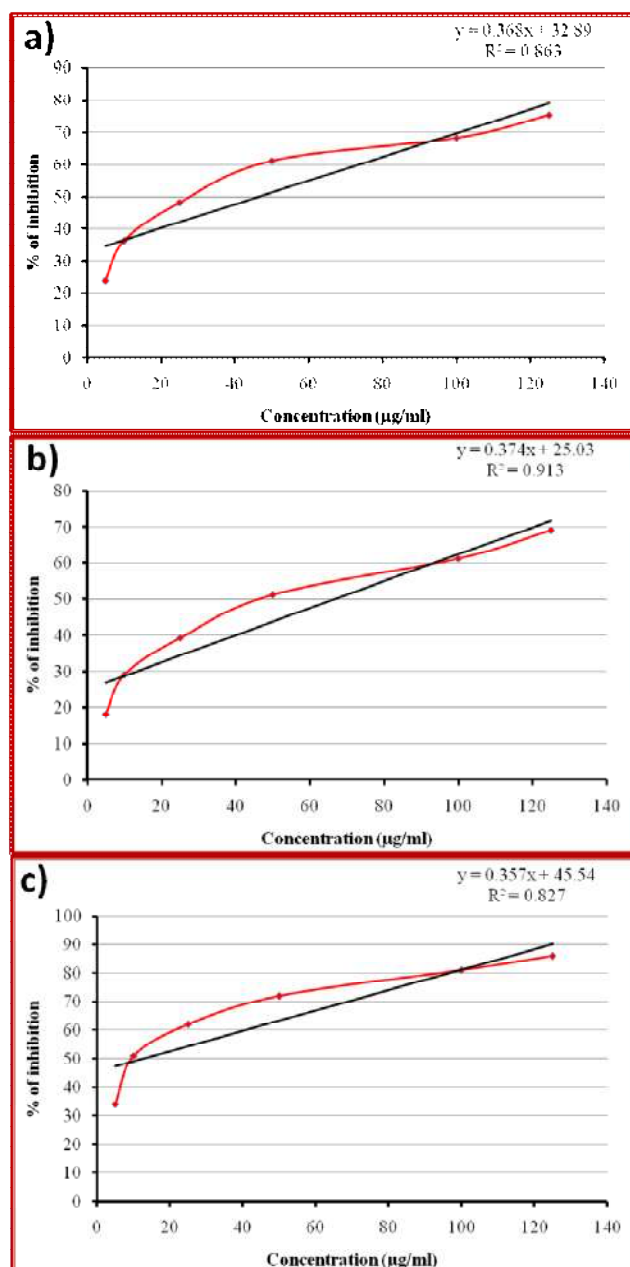 a)
y = 0.368x + 32.89
R² = 0.863
90
80
70
60
50
40
30
20
10
0
% of inhibition
0 20 40 60 80 100 120 140
Concentration (µg/ml)
b)
y = 0.374x + 25.03
R² = 0.913
80
70
60
50
40
30
20
10
0
% of inhibition
0 20 40 60 80 100 120 140
Concentration (µg/ml)
c)
y = 0.357x + 45.54
R² = 0.827
100
90
80
70
60
50
40
30
20
10
0
% of inhibition
0 20 40 60 80 100 120 140
Concentration (µg/ml)